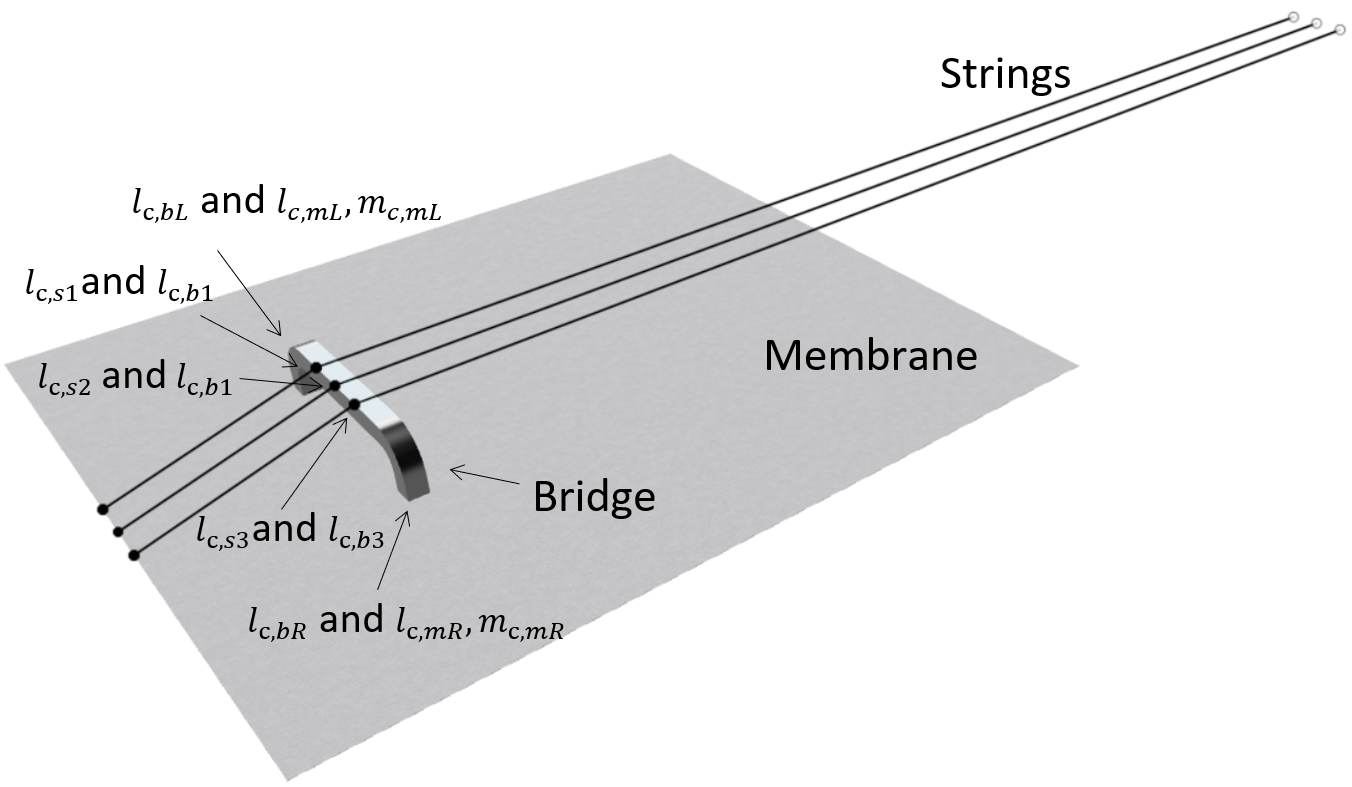 Strings
l_{c,bL} and l_{c,mL}, m_{c,mL}
l_{c,s1} and l_{c,b1}
l_{c,s2} and l_{c,b1}
Membrane
Bridge
l_{c,s3} and l_{c,b3}
l_{c,bR} and l_{c,mR}, m_{c,mR}